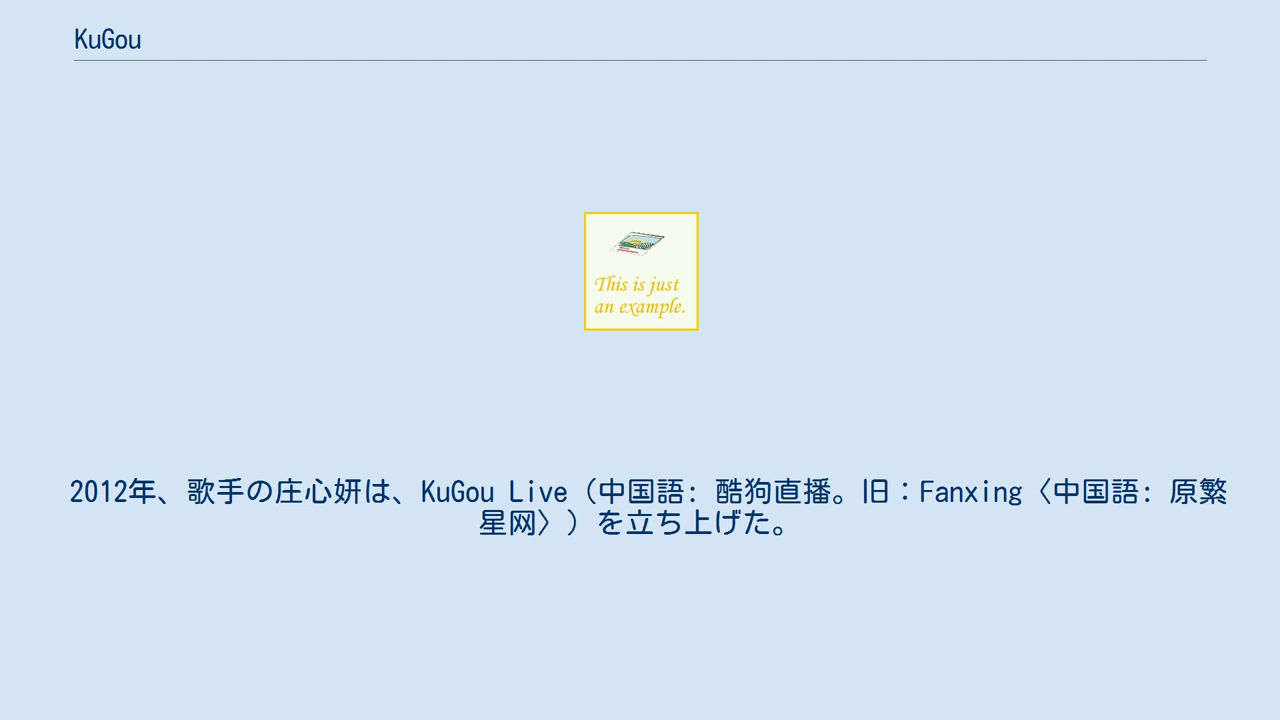 KuGou
This is just
an example.
2012年、歌手の庄心妍は、KuGou Live（中国語: 酷狗直播。旧：Fanxing〈中国語: 原繁
星网〉）を立ち上げた。